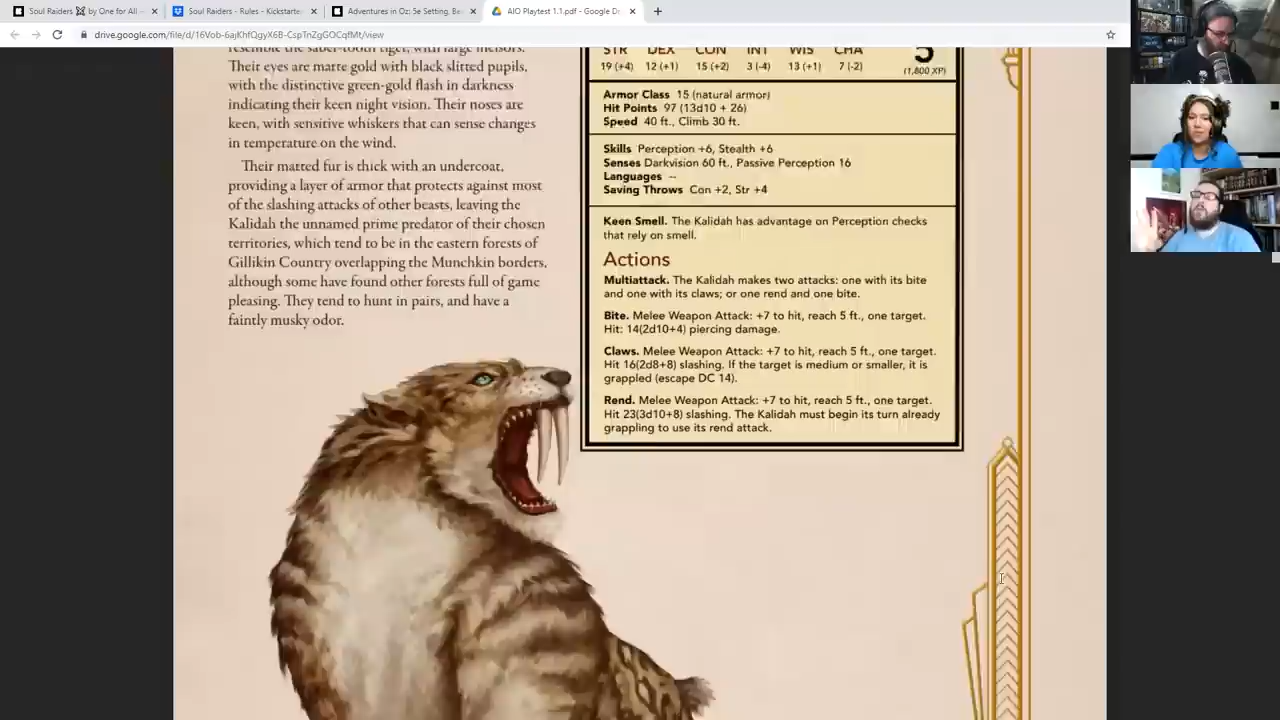 Soul Raiders
by One for All -
Soul Raiders - Rules - Kickstarte
Adventures in Oz: 5e Setting, Be
AIO Playtest 1.1.pdf - Google D
drive.google.com/file/d/16Vob-6ajKhfQgyX6B-CspTnZgGOCqfMt/view
resemble the saber-tooth tiger, with large incisors.
Their eyes are matte gold with black slitted pupils,
with the distinctive green-gold flash in darkness
indicating their keen night vision. Their noses are
keen, with sensitive whiskers that can sense changes
in temperature on the wind.
Their matted fur is thick with an undercoat,
providing a layer of armor that protects against most
of the slashing attacks of other beasts, leaving the
Kalidah the unnamed prime predator of their chosen
territories, which tend to be in the eastern forests of
Gillikin Country overlapping the Munchkin borders,
although some have found other forests full of game
pleasing. They tend to hunt in pairs, and have a
faintly musky odor.
STR DEX CON INT WIS CHA
19 (+4) 12 (+1) 15 (+2) 3 (-4) 13 (+1) 7 (-2)
5
(1,800 XP)
Armor Class 15 (natural armor)
Hit Points 97 (13d10 + 26)
Speed 40 ft., Climb 30 ft.
Skills Perception +6, Stealth +6
Senses Darkvision 60 ft., Passive Perception 16
Languages --
Saving Throws Con +2, Str +4
Keen Smell. The Kalidah has advantage on Perception checks
that rely on smell.
Actions
Multiattack. The Kalidah makes two attacks: one with its bite
and one with its claws; or one rend and one bite.
Bite. Melee Weapon Attack: +7 to hit, reach 5 ft., one target.
Hit: 14(2d10+4) piercing damage.
Claws. Melee Weapon Attack: +7 to hit, reach 5 ft., one target.
Hit 16(2d8+8) slashing. If the target is medium or smaller, it is
grappled (escape DC 14).
Rend. Melee Weapon Attack: +7 to hit, reach 5 ft., one target.
Hit 23(3d10+8) slashing. The Kalidah must begin its turn already
grappling to use its rend attack.